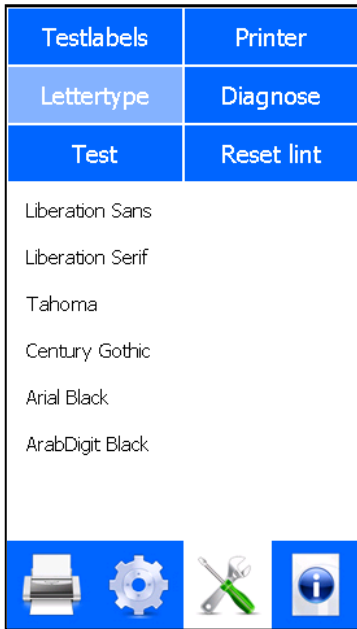 Testlabels Printer
Lettertype Diagnose
Test Reset lint
Liberation Sans
Liberation Serif
Tahoma
Century Gothic
Arial Black
ArabDigit Black
i